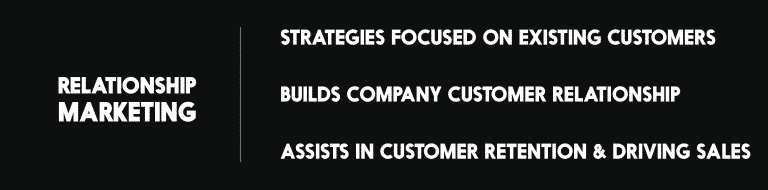 RELATIONSHIP
MARKETING
STRATEGIES FOCUSED ON EXISTING CUSTOMERS
BUILDS COMPANY CUSTOMER RELATIONSHIP
ASSISTS IN CUSTOMER RETENTION & DRIVING SALES